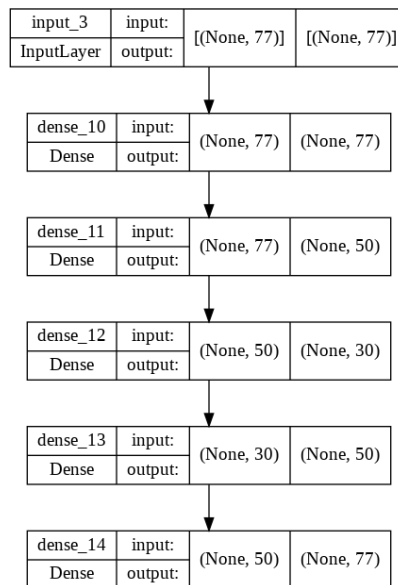 input_3 input: [(None, 77)] [(None, 77)]
InputLayer output:
dense_10 input: (None, 77) (None, 77)
Dense output:
dense_11 input: (None, 77) (None, 50)
Dense output:
dense_12 input: (None, 50) (None, 30)
Dense output:
dense_13 input: (None, 30) (None, 50)
Dense output:
dense_14 input: (None, 50) (None, 77)
Dense output: